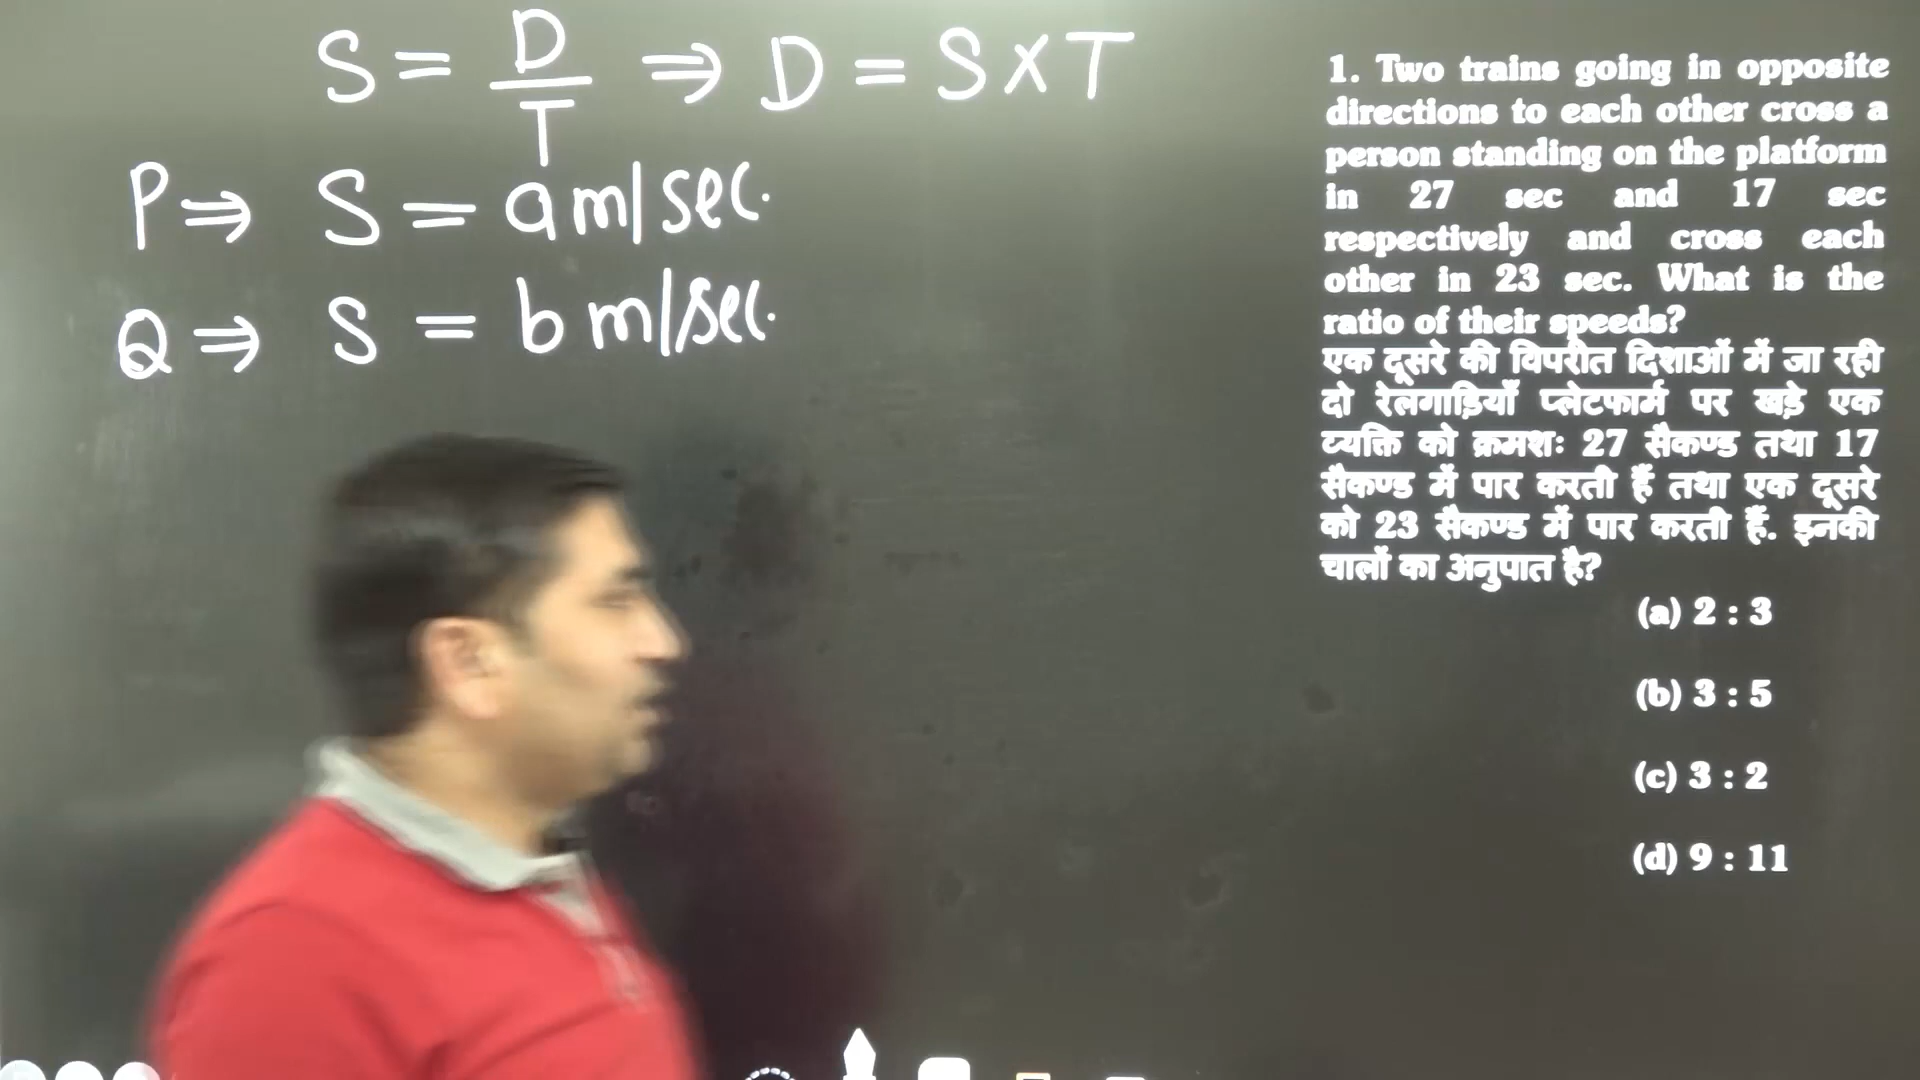 S = D/T ⇒ D = S × T
P ⇒ S = a m/sec.
Q ⇒ S = b m/sec.
1. Two trains going in opposite
directions to each other cross a
person standing on the platform
in 27 sec and 17 sec
respectively and cross each
other in 23 sec. What is the
ratio of their speeds?
एक दूसरे की विपरीत दिशाओं में जा रही
दो रेलगाड़ियाँ प्लेटफार्म पर खड़े एक
व्यक्ति को क्रमशः 27 सैकण्ड तथा 17
सैकण्ड में पार करती हैं तथा एक दूसरे
को 23 सैकण्ड में पार करती हैं. इनकी
चालों का अनुपात है?
(a) 2 : 3
(b) 3 : 5
(c) 3 : 2
(d) 9 : 11